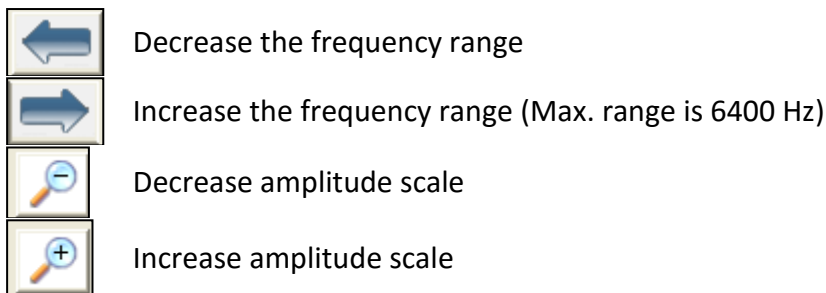 Decrease the frequency range
Increase the frequency range (Max. range is 6400 Hz)
Decrease amplitude scale
Increase amplitude scale